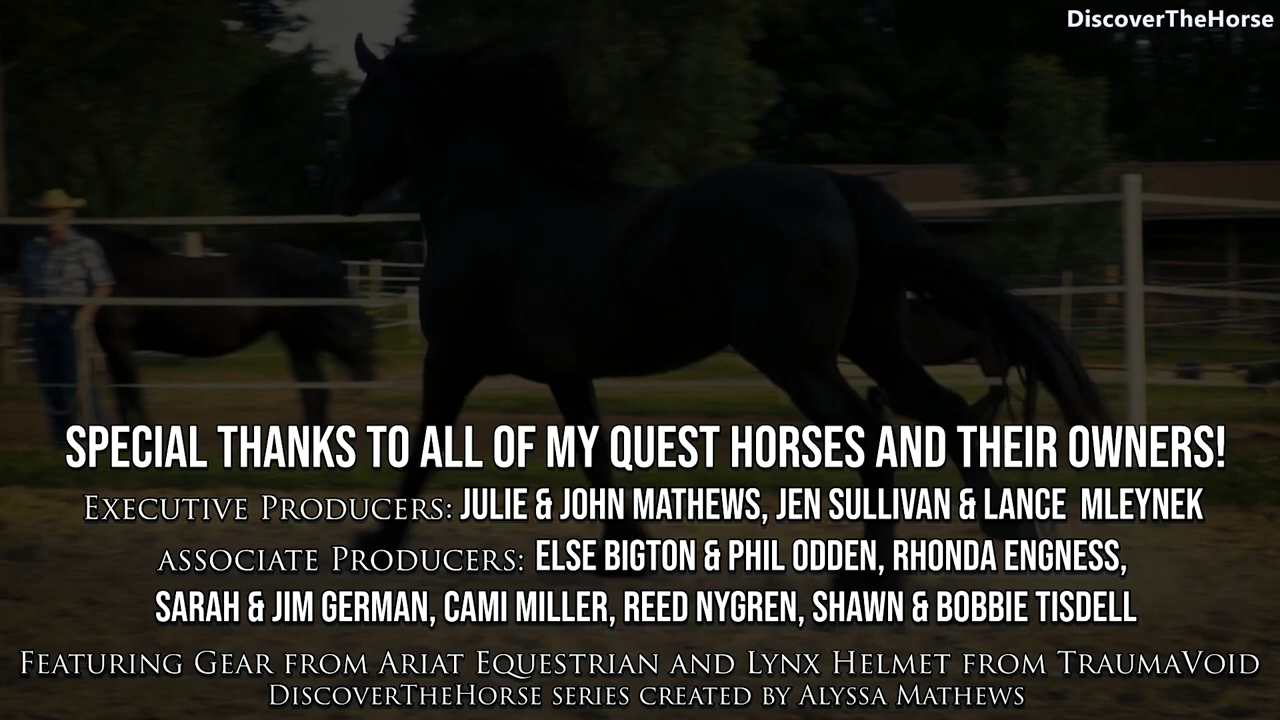 DiscoverTheHorse
SPECIAL THANKS TO ALL OF MY QUEST HORSES AND THEIR OWNERS!
EXECUTIVE PRODUCERS: JULIE & JOHN MATHEWS, JEN SULLIVAN & LANCE MLEYNEK
ASSOCIATE PRODUCERS: ELSE BIGTON & PHIL ODDEN, RHONDA ENGNESS,
SARAH & JIM GERMAN, CAMI MILLER, REED NYGREN, SHAWN & BOBBIE TISDELL
FEATURING GEAR FROM ARIAT EQUESTRIAN AND LYNX HELMET FROM TRAUMAVOID
DISCOVERTHEHORSE SERIES CREATED BY ALYSSA MATHEWS